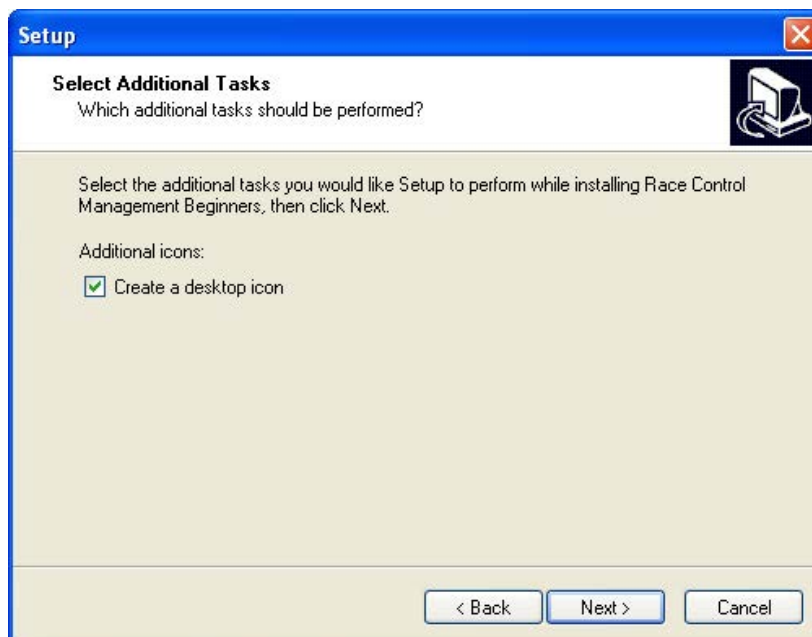 Setup
Select Additional Tasks
Which additional tasks should be performed?
Select the additional tasks you would like Setup to perform while installing Race Control
Management Beginners, then click Next.
Additional icons:
Create a desktop icon
< Back Next > Cancel